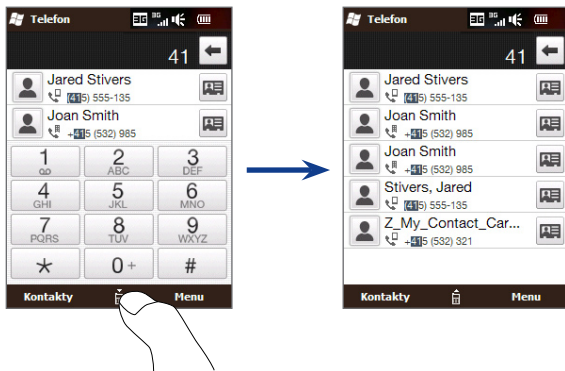 Telefon
41
Jared Stivers
(415) 555-135
Joan Smith
+415 (532) 985
1 2 ABC 3 DEF
4 GHI 5 JKL 6 MNO
7 PQRS 8 TUV 9 WXYZ
* 0 + #
Kontakty Menu
Telefon
41
Jared Stivers
(415) 555-135
Joan Smith
+415 (532) 985
Joan Smith
+415 (532) 985
Stivers, Jared
(415) 555-135
Z_My_Contact_Car...
+415 (532) 321
Kontakty Menu